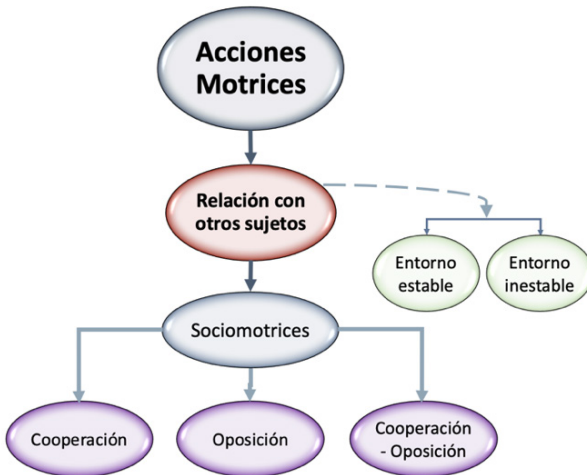 Acciones
Motrices
Relación con
otros sujetos
Entorno
estable
Entorno
inestable
Sociomotrices
Cooperación
Oposición
Cooperación
- Oposición